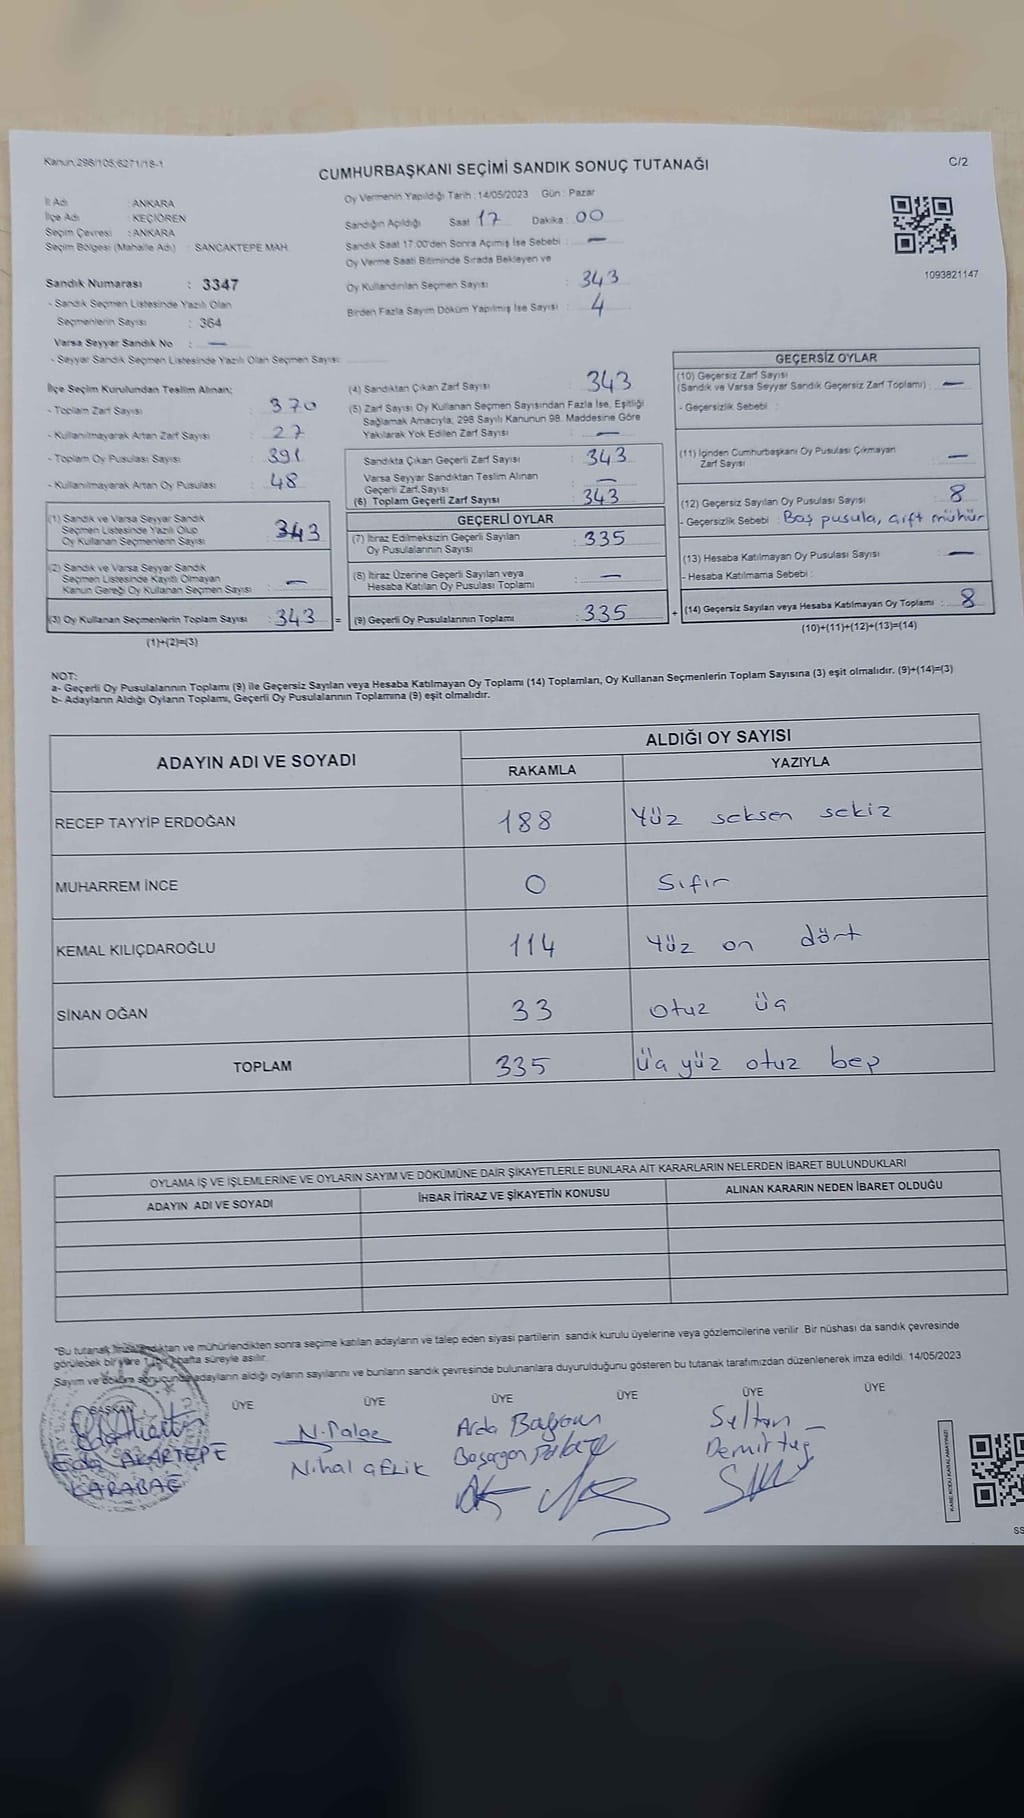 Kanun:298/105;6271/18-1
CUMHURBAŞKANI SEÇİMİ SANDIK SONUÇ TUTANAĞI
C/2
İl Adı : ANKARA
İlçe Adı : KEÇİÖREN
Seçim Çevresi : ANKARA
Seçim Bölgesi (Mahalle Adı) : SANCAKTEPE MAH.
Oy Vermenin Yapıldığı Tarih : 14/05/2023 Gün : Pazar
Sandığın Açıldığı Saat 17 Dakika : 00
Sandık Saat 17:00'den Sonra Açılmış İse Sebebi : —
Oy Verme Saati Bitiminde Sırada Bekleyen ve
Oy Kullandırılan Seçmen Sayısı : 343
Birden Fazla Sayım Döküm Yapılmış İse Sayısı : 4
1093821147
Sandık Numarası : 3347
- Sandık Seçmen Listesinde Yazılı Olan
Seçmenlerin Sayısı : 364
Varsa Seyyar Sandık No : —
- Seyyar Sandık Seçmen Listesinde Yazılı Olan Seçmen Sayısı:
İlçe Seçim Kurulundan Teslim Alınan;
- Toplam Zarf Sayısı : 370
- Kullanılmayarak Artan Zarf Sayısı : 27
- Toplam Oy Pusulası Sayısı : 391
- Kullanılmayarak Artan Oy Pusulası : 48
(1) Sandık ve Varsa Seyyar Sandık
Seçmen Listesinde Yazılı Olup
Oy Kullanan Seçmenlerin Sayısı : 343
(2) Sandık ve Varsa Seyyar Sandık
Seçmen Listesinde Kayıtlı Olmayan
Kanun Gereği Oy Kullanan Seçmen Sayısı : —
(3) Oy Kullanan Seçmenlerin Toplam Sayısı : 343 =
(1)+(2)=(3)
(4) Sandıktan Çıkan Zarf Sayısı : 343
(5) Zarf Sayısı Oy Kullanan Seçmen Sayısından Fazla İse, Eşitliği
Sağlamak Amacıyla, 298 Sayılı Kanunun 98. Maddesine Göre
Yakılarak Yok Edilen Zarf Sayısı : —
Sandıkta Çıkan Geçerli Zarf Sayısı : 343
Varsa Seyyar Sandıktan Teslim Alınan
Geçerli Zarf Sayısı : —
(6) Toplam Geçerli Zarf Sayısı : 343
GEÇERLİ OYLAR
(7) İtiraz Edilmeksizin Geçerli Sayılan
Oy Pusulalarının Sayısı : 335
(8) İtiraz Üzerine Geçerli Sayılan veya
Hesaba Katılan Oy Pusulası Toplamı : —
(9) Geçerli Oy Pusulalarının Toplamı : 335 +
GEÇERSİZ OYLAR
(10) Geçersiz Zarf Sayısı
(Sandık ve Varsa Seyyar Sandık Geçersiz Zarf Toplamı) : —
- Geçersizlik Sebebi :
(11) İçinden Cumhurbaşkanı Oy Pusulası Çıkmayan
Zarf Sayısı : —
(12) Geçersiz Sayılan Oy Pusulası Sayısı : 8
- Geçersizlik Sebebi : Baş pusula, çift mühür
(13) Hesaba Katılmayan Oy Pusulası Sayısı : —
- Hesaba Katılmama Sebebi :
(14) Geçersiz Sayılan veya Hesaba Katılmayan Oy Toplamı : 8
(10)+(11)+(12)+(13)=(14)
NOT:
a- Geçerli Oy Pusulalarının Toplamı (9) ile Geçersiz Sayılan veya Hesaba Katılmayan Oy Toplamı (14) Toplamları, Oy Kullanan Seçmenlerin Toplam Sayısına (3) eşit olmalıdır. (9)+(14)=(3)
b- Adayların Aldığı Oyların Toplamı, Geçerli Oy Pusulalarının Toplamına (9) eşit olmalıdır.
ADAYIN ADI VE SOYADI
ALDIĞI OY SAYISI
RAKAMLA YAZIYLA
RECEP TAYYİP ERDOĞAN 188 Yüz seksen sekiz
MUHARREM İNCE 0 Sıfır
KEMAL KILIÇDAROĞLU 114 Yüz on dört
SİNAN OĞAN 33 otuz üç
TOPLAM 335 üç yüz otuz beş
OYLAMA İŞ VE İŞLEMLERİNE VE OYLARIN SAYIM VE DÖKÜMÜNE DAİR ŞİKAYETLERLE BUNLARA AİT KARARLARIN NELERDEN İBARET BULUNDUKLARI
ADAYIN ADI VE SOYADI İHBAR İTİRAZ VE ŞİKAYETİN KONUSU ALINAN KARARIN NEDEN İBARET OLDUĞU
*Bu tutanak imzalandıktan ve mühürlendikten sonra seçime katılan adayların ve talep eden siyasi partilerin sandık kurulu üyelerine veya gözlemcilerine verilir. Bir nüshası da sandık çevresinde
görülecek bir yere 1 hafta süreyle asılır.
Sayım ve döküm sonucunda adayların aldığı oyların sayılarını ve bunların sandık çevresinde bulunanlara duyurulduğunu gösteren bu tutanak tarafımızdan düzenlenerek imza edildi. 14/05/2023
BAŞKAN ÜYE ÜYE ÜYE ÜYE ÜYE ÜYE
Eda AKARTEPE
KARABAĞ
Nihal ÇELİK
Arda
Sultan
Demirtaş